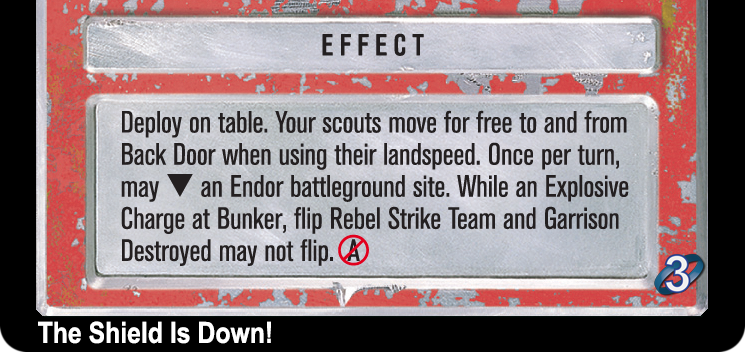 EFFECT
Deploy on table. Your scouts move for free to and from
Back Door when using their landspeed. Once per turn,
may ▼ an Endor battleground site. While an Explosive
Charge at Bunker, flip Rebel Strike Team and Garrison
Destroyed may not flip. A
3
The Shield Is Down!